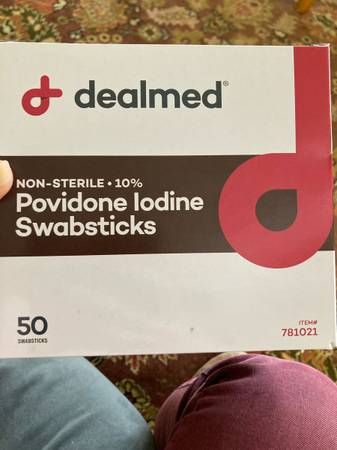 dealmed®
NON-STERILE • 10%
Povidone Iodine
Swabsticks
50
SWABSTICKS
ITEM#
781021